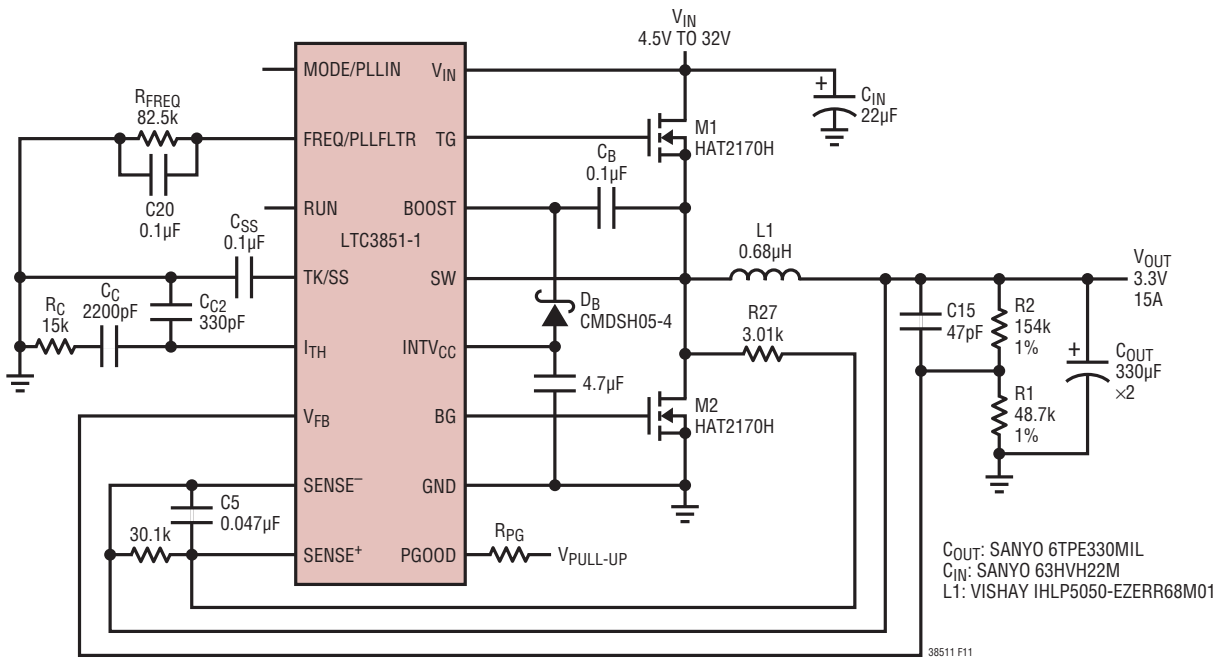 V_IN
4.5V TO 32V
MODE/PLLIN
V_IN
+
C_IN
22µF
R_FREQ
82.5k
FREQ/PLLFLTR
TG
M1
HAT2170H
C_B
0.1µF
C20
0.1µF
RUN
BOOST
C_SS
0.1µF
LTC3851-1
L1
0.68µH
TK/SS
SW
V_OUT
3.3V
15A
C_C
2200pF
R_C
15k
C_C2
330pF
D_B
CMDSH05-4
R27
3.01k
C15
47pF
R2
154k
1%
I_TH
INTV_CC
4.7µF
+
C_OUT
330µF
×2
V_FB
BG
M2
HAT2170H
R1
48.7k
1%
SENSE⁻
GND
C5
0.047µF
30.1k
SENSE⁺
PGOOD
R_PG
V_PULL-UP
C_OUT: SANYO 6TPE330MIL
C_IN: SANYO 63HVH22M
L1: VISHAY IHLP5050-EZERR68M01
38511 F11